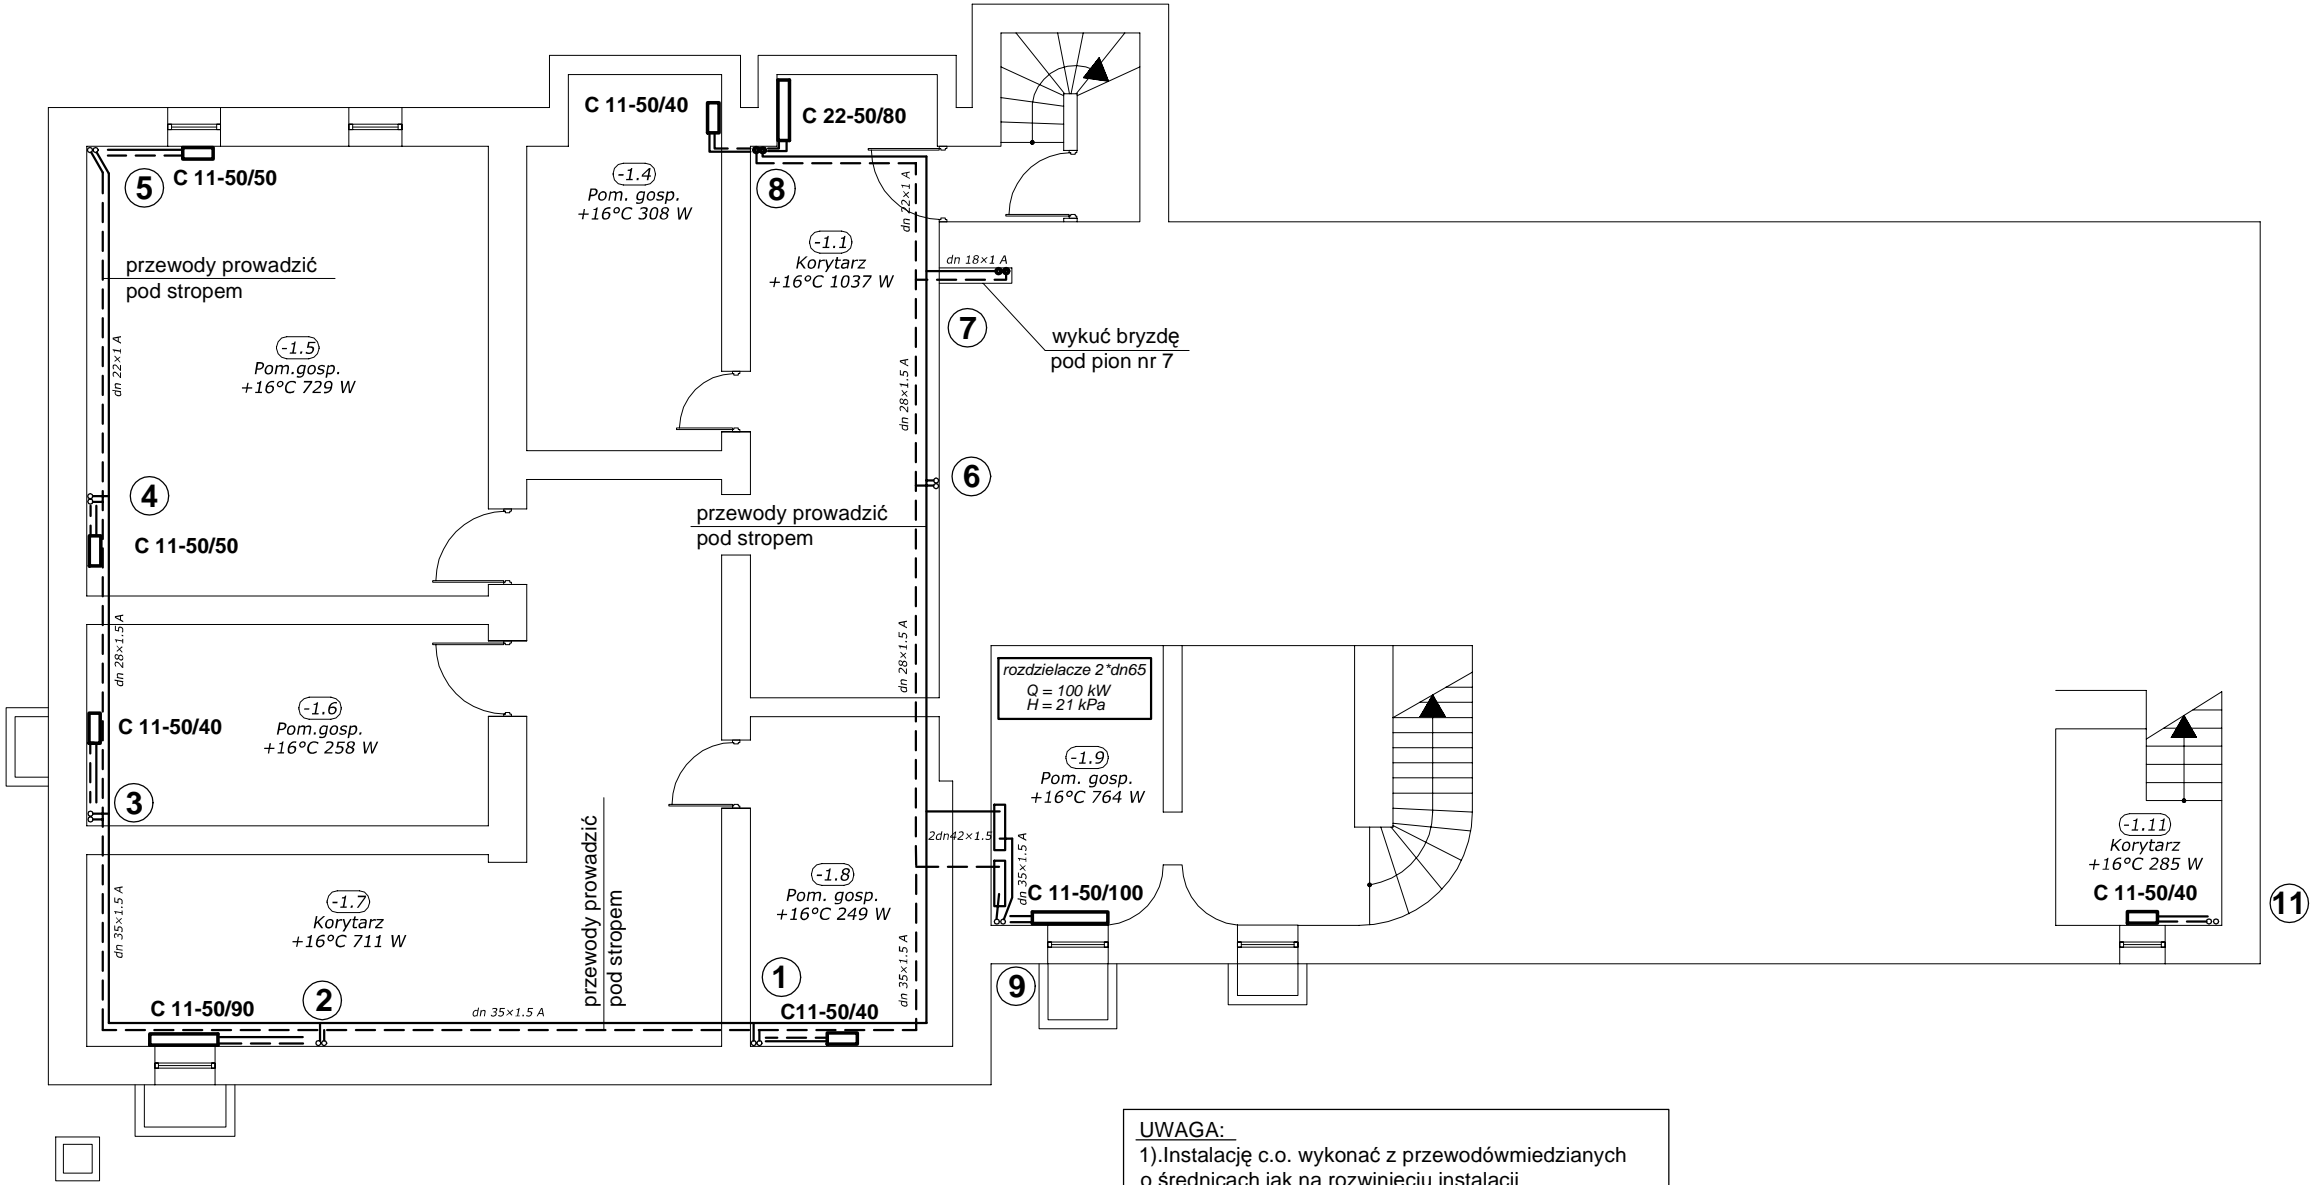 C 11-50/40
C 22-50/80
-1.4
Pom. gosp.
+16°C 308 W
5
C 11-50/50
8
dn 22×1 A
-1.1
Korytarz
+16°C 1037 W
dn 18×1 A
przewody prowadzić
pod stropem
7
wykuć bryzdę
pod pion nr 7
-1.5
Pom.gosp.
+16°C 729 W
dn 22×1 A
dn 28×1.5 A
4
6
C 11-50/50
przewody prowadzić
pod stropem
dn 28×1.5 A
dn 28×1.5 A
rozdzielacze 2*dn65
Q = 100 kW
H = 21 kPa
-1.6
Pom.gosp.
+16°C 258 W
C 11-50/40
3
-1.9
Pom. gosp.
+16°C 764 W
2dn42×1.5
dn 35×1.5 A
C 11-50/100
-1.11
Korytarz
+16°C 285 W
C 11-50/40
11
przewody prowadzić
pod stropem
-1.8
Pom. gosp.
+16°C 249 W
-1.7
Korytarz
+16°C 711 W
dn 35×1.5 A
dn 35×1.5 A
1
9
C 11-50/90
2
dn 35×1.5 A
C11-50/40
UWAGA:
1).Instalację c.o. wykonać z przewodówmiedzianych
o średnicach jak na rozwinięciu instalacji